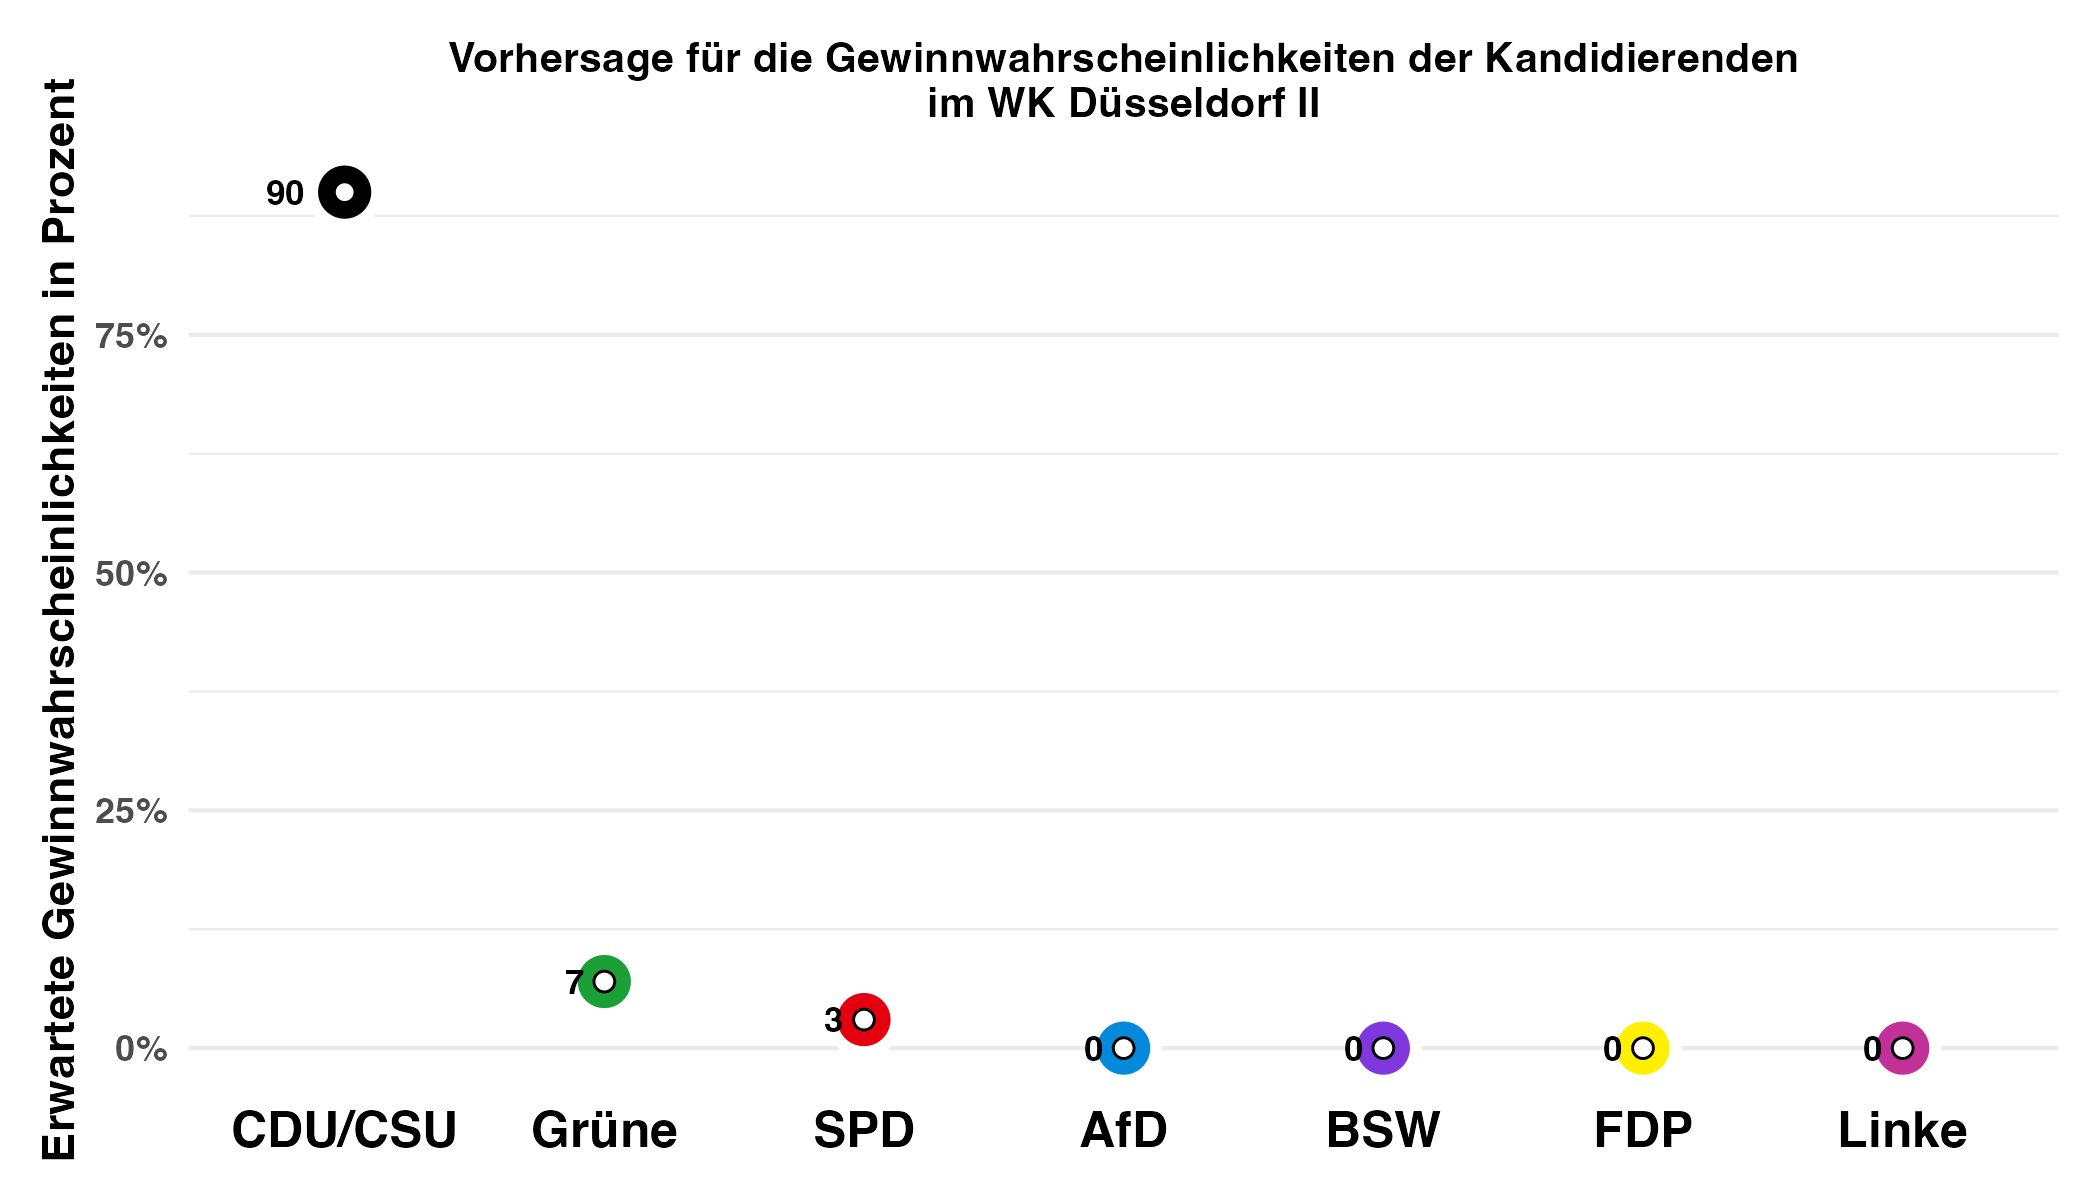 Vorhersage für die Gewinnwahrscheinlichkeiten der Kandidierenden
im WK Düsseldorf II
Erwartete Gewinnwahrscheinlichkeiten in Prozent
90
75%
50%
25%
7
3
0%
0
0
0
0
CDU/CSU
Grüne
SPD
AfD
BSW
FDP
Linke